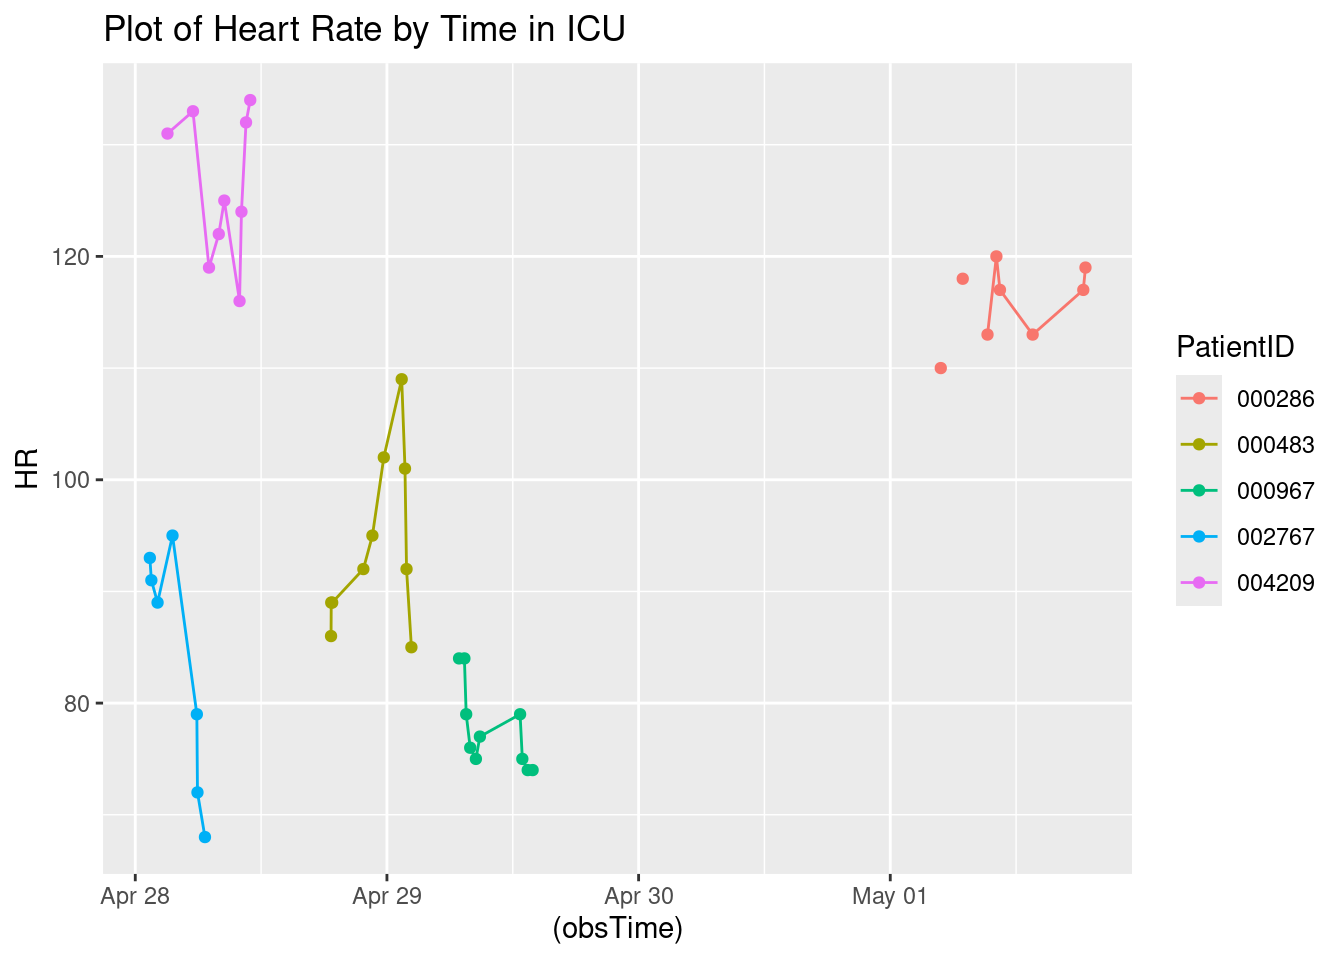 Plot of Heart Rate by Time in ICU
HR
120
100
80
Apr 28
Apr 29
Apr 30
May 01
(obsTime)
PatientID
000286
000483
000967
002767
004209